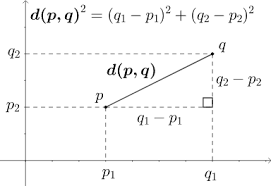 d(p, q)² = (q₁ − p₁)² + (q₂ − p₂)²
q
q₂
d(p, q)
q₂ − p₂
p
p₂
q₁ − p₁
p₁
q₁